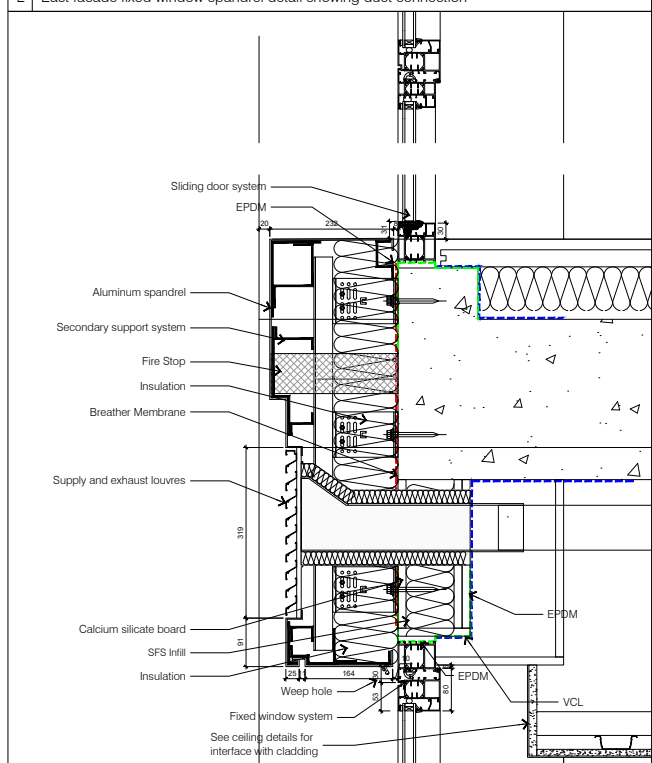 2 East facade fixed window spandrel detail showing duct connection
Sliding door system
EPDM
20
232
31
30
Aluminum spandrel
Secondary support system
Fire Stop
Insulation
Breather Membrane
Supply and exhaust louvres
319
EPDM
Calcium silicate board
91
SFS Infill
Insulation
10
EPDM
25
11
164
30
Weep hole
53
80
VCL
Fixed window system
See ceiling details for
interface with cladding